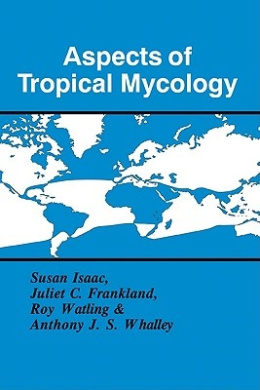 Aspects of
Tropical Mycology
Susan Isaac,
Juliet C. Frankland,
Roy Watling &
Anthony J. S. Whalley